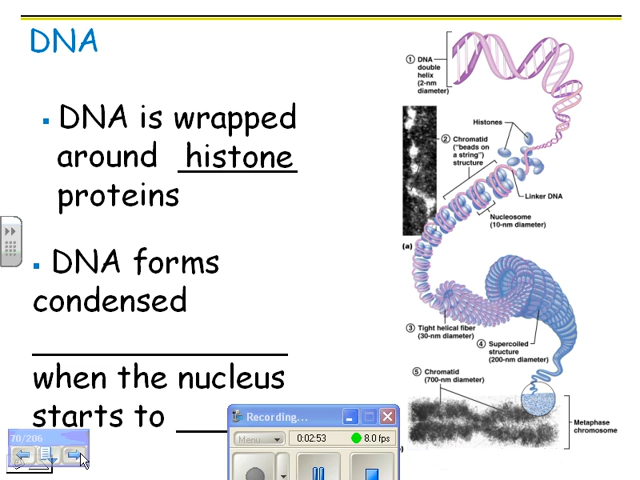 DNA
▪ DNA is wrapped
around histone
proteins
▪ DNA forms
condensed
when the nucleus
starts to
① DNA
double
helix
(2-nm
diameter)
Histones
② Chromatid
("beads on
a string")
structure
Linker DNA
Nucleosome
(10-nm diameter)
(a)
③ Tight helical fiber
(30-nm diameter)
④ Supercoiled
structure
(200-nm diameter)
⑤ Chromatid
(700-nm diameter)
Metaphase
chromosome
70/206
Recording...
Menu...
0:02:53
8.0 fps